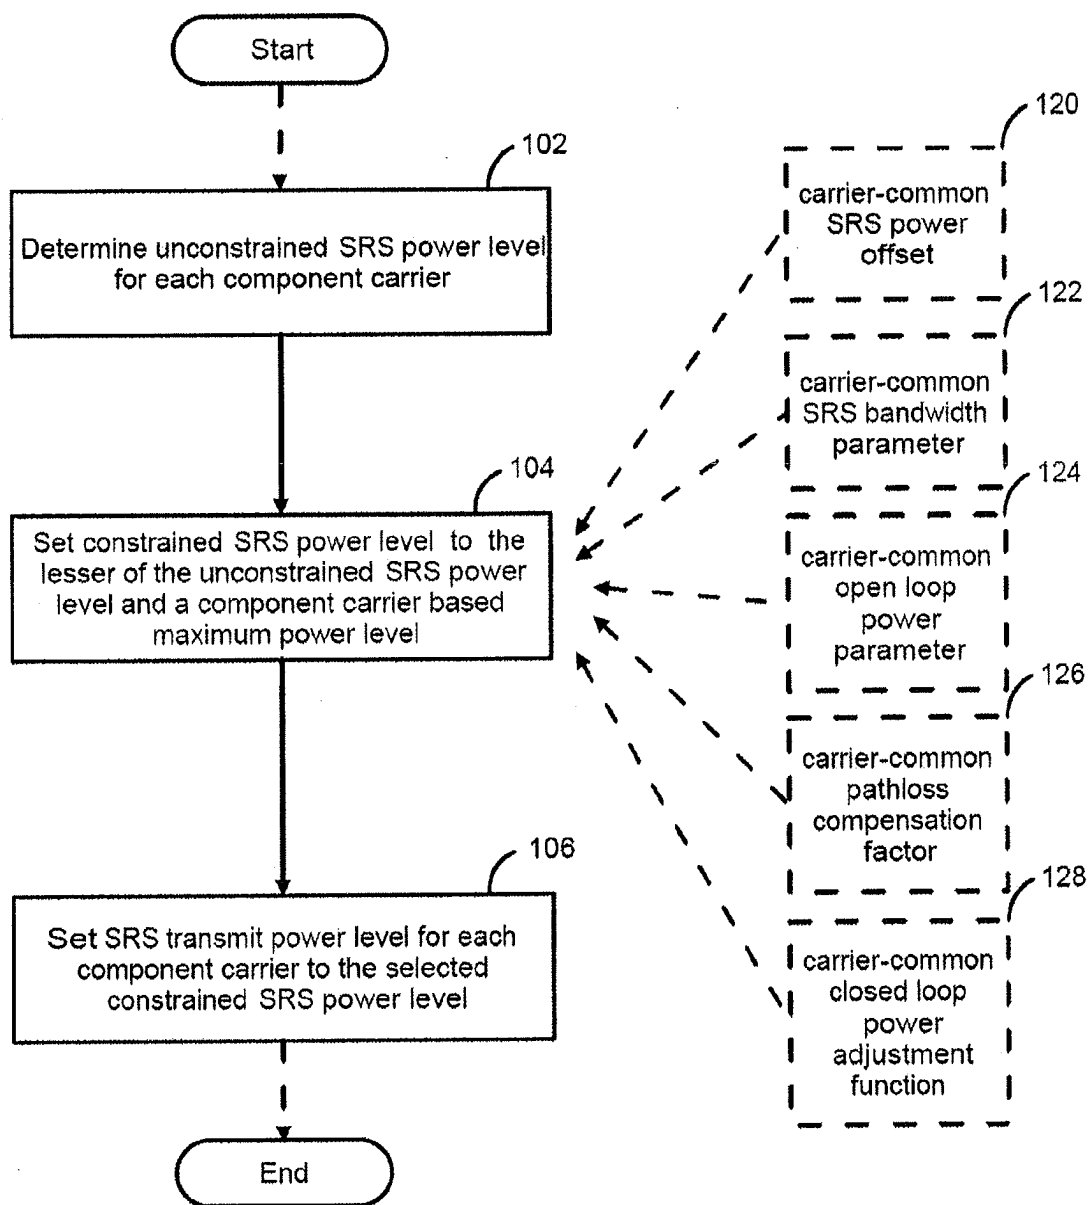 Start
102
Determine unconstrained SRS power level
for each component carrier
104
Set constrained SRS power level to the
lesser of the unconstrained SRS power
level and a component carrier based
maximum power level
106
Set SRS transmit power level for each
component carrier to the selected
constrained SRS power level
End
120
carrier-common
SRS power
offset
122
carrier-common
SRS bandwidth
parameter
124
carrier-common
open loop
power
parameter
126
carrier-common
pathloss
compensation
factor
128
carrier-common
closed loop
power
adjustment
function